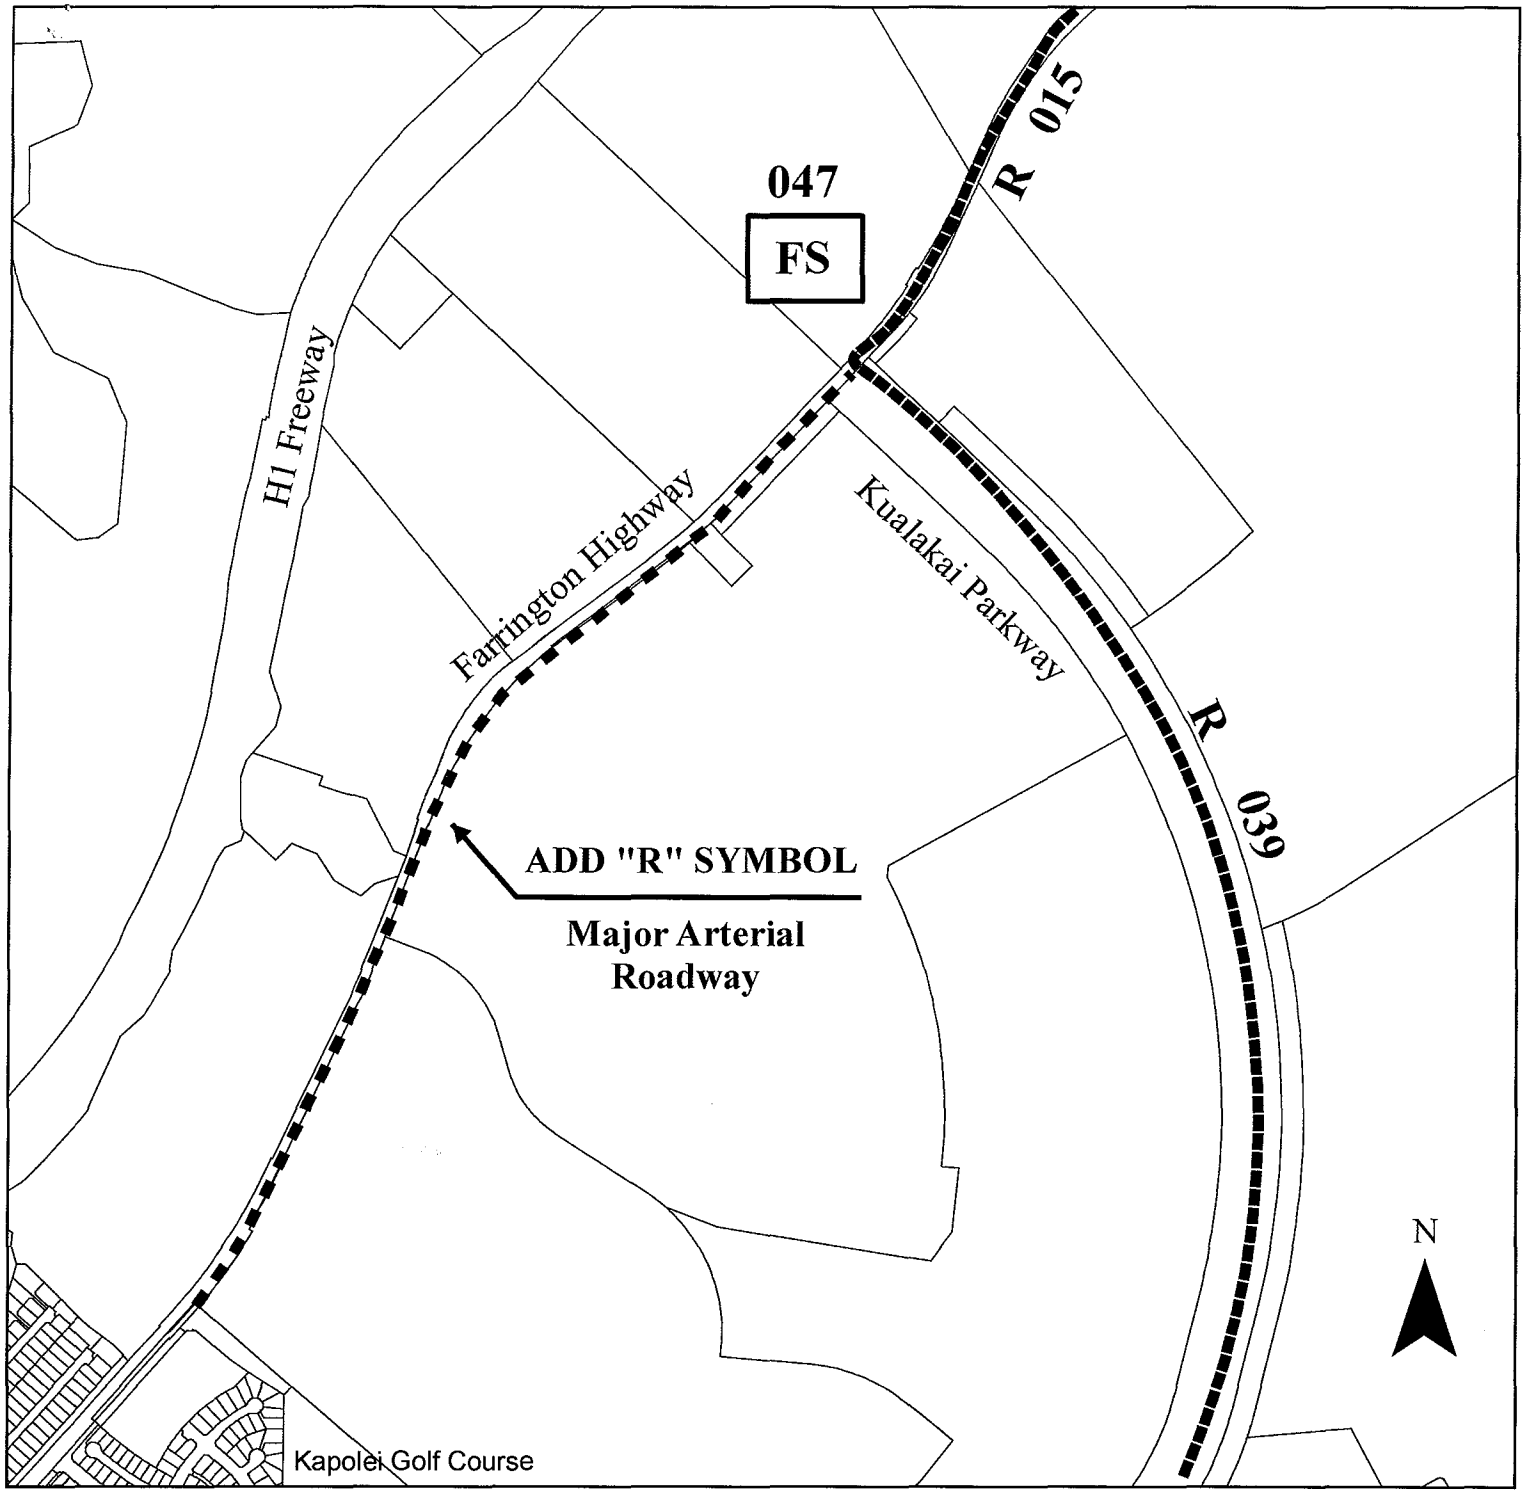 R 015
047
FS
H1 Freeway
Farrington Highway
Kualakai Parkway
R 039
ADD "R" SYMBOL
Major Arterial
Roadway
N
Kapolei Golf Course